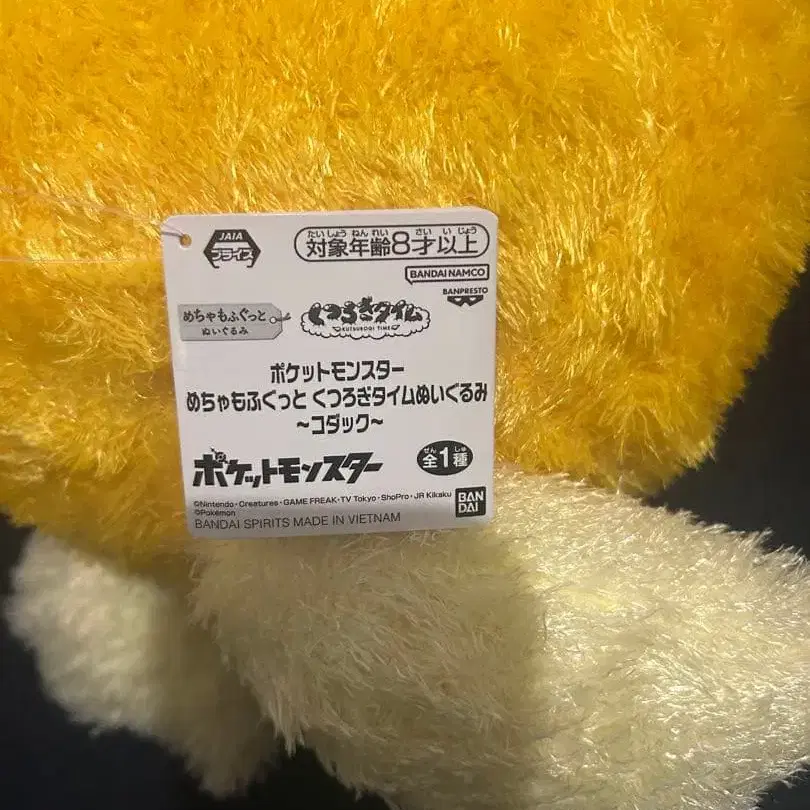 JAIA
プライズ
たいしょう ねんれい さい いじょう
対象年齢8才以上
BANDAI NAMCO
BANPRESTO
めちゃもふぐっと
ぬいぐるみ
くつろぎタイム
KUTSUROGI TIME
ポケットモンスター
めちゃもふぐっと くつろぎタイムぬいぐるみ
~コダック~
ポケットモンスター
ぜん しゅ
全1種
©Nintendo・Creatures・GAME FREAK・TV Tokyo・ShoPro・JR Kikaku
©Pokémon
BANDAI SPIRITS MADE IN VIETNAM
BAN
DAI